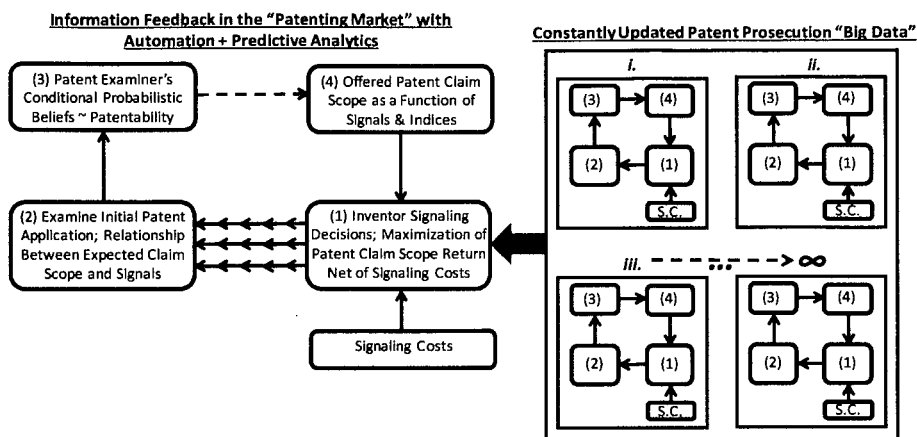 Information Feedback in the “Patenting Market” with
Automation + Predictive Analytics
(3) Patent Examiner’s
Conditional Probabilistic
Beliefs ~ Patentability
(4) Offered Patent Claim
Scope as a Function of
Signals & Indices
(2) Examine Initial Patent
Application; Relationship
Between Expected Claim
Scope and Signals
(1) Inventor Signaling
Decisions; Maximization of
Patent Claim Scope Return
Net of Signaling Costs
Signaling Costs
Constantly Updated Patent Prosecution “Big Data”
i.
(3)
(4)
(2)
(1)
S.C.
ii.
(3)
(4)
(2)
(1)
S.C.
iii.
...
∞
(3)
(4)
(2)
(1)
S.C.
(3)
(4)
(2)
(1)
S.C.